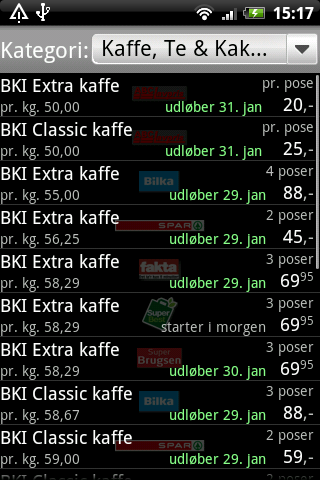 15:17
Kategori: Kaffe, Te & Kak...
BKI Extra kaffe pr. pose
pr. kg. 50,00 udløber 31. jan 20,-
BKI Classic kaffe pr. pose
pr. kg. 50,00 udløber 31. jan 25,-
BKI Extra kaffe Bilka 4 poser
pr. kg. 55,00 udløber 29. jan 88,-
BKI Extra kaffe SPAR 2 poser
pr. kg. 56,25 udløber 29. jan 45,-
BKI Extra kaffe fakta 3 poser
pr. kg. 58,29 udløber 29. jan 69 95
BKI Extra kaffe Super Best 3 poser
pr. kg. 58,29 starter i morgen 69 95
BKI Extra kaffe Super Brugsen 3 poser
pr. kg. 58,29 udløber 30. jan 69 95
BKI Classic kaffe Bilka 3 poser
pr. kg. 58,67 udløber 29. jan 88,-
BKI Classic kaffe SPAR 2 poser
pr. kg. 59,00 udløber 29. jan 59,-